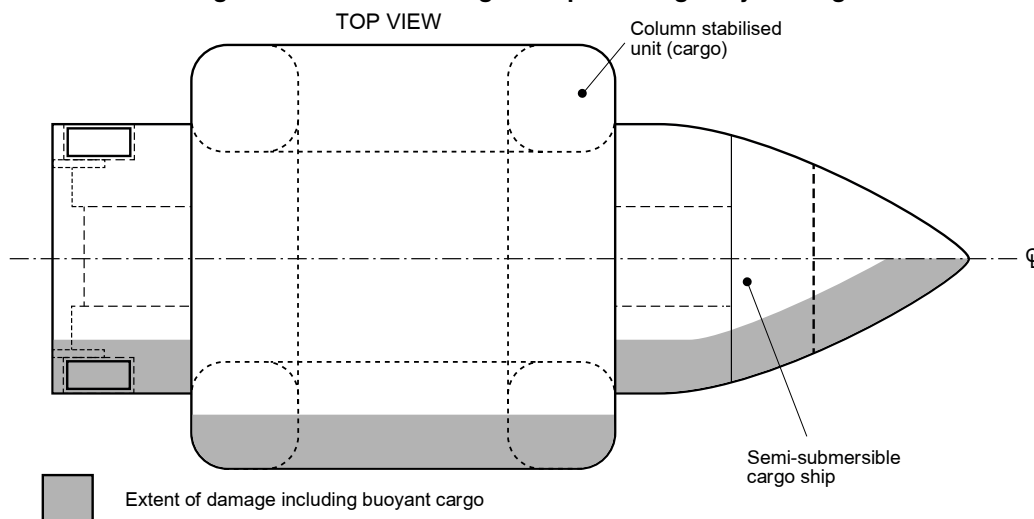 TOP VIEW
Column stabilised
unit (cargo)
℄
Semi-submersible
cargo ship
Extent of damage including buoyant cargo